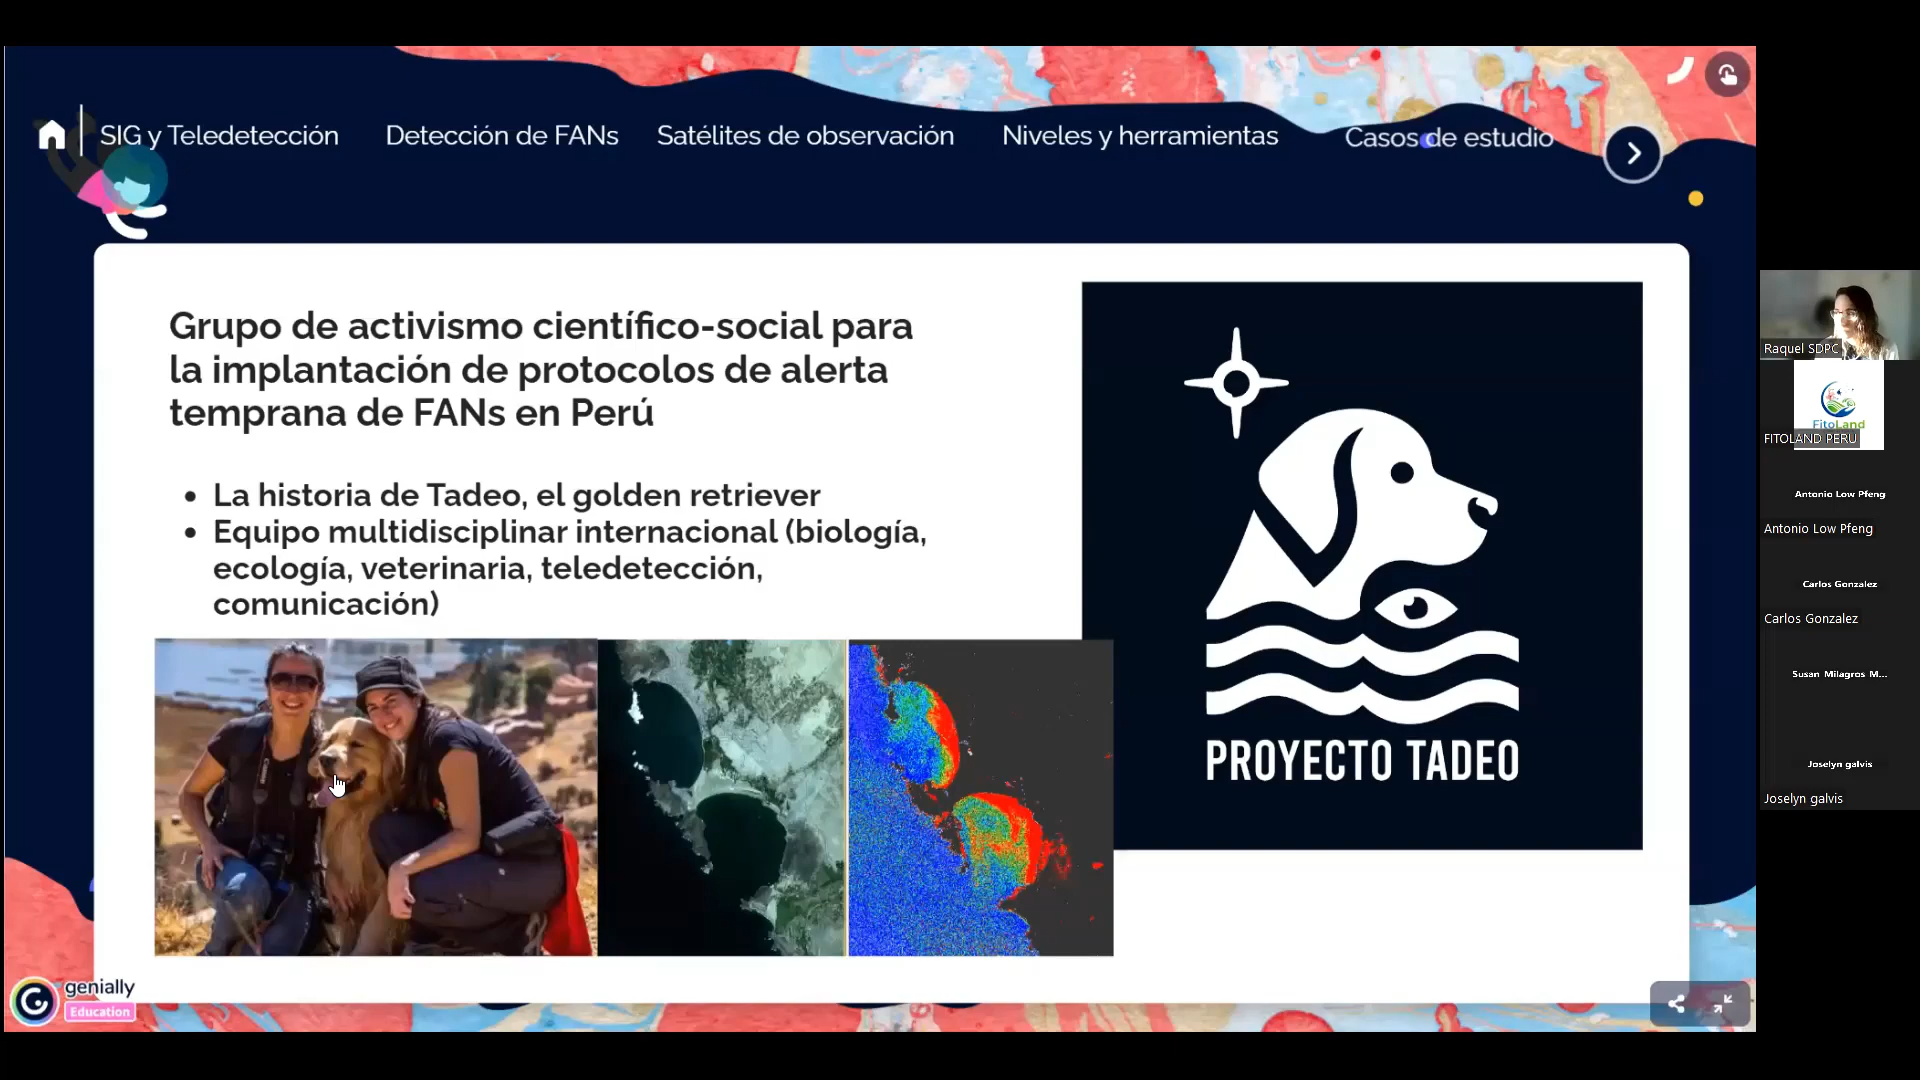 SIG y Teledetección
Detección de FANs
Satélites de observación
Niveles y herramientas
Casos de estudio
Grupo de activismo científico-social para
la implantación de protocolos de alerta
temprana de FANs en Perú
• La historia de Tadeo, el golden retriever
• Equipo multidisciplinar internacional (biología,
ecología, veterinaria, teledetección,
comunicación)
PROYECTO TADEO
genially
Education
Raquel SDPC
FitoLand
FITOLAND PERU
Antonio Low Pfeng
Antonio Low Pfeng
Carlos Gonzalez
Carlos Gonzalez
Susan Milagros M...
Joselyn galvis
Joselyn galvis